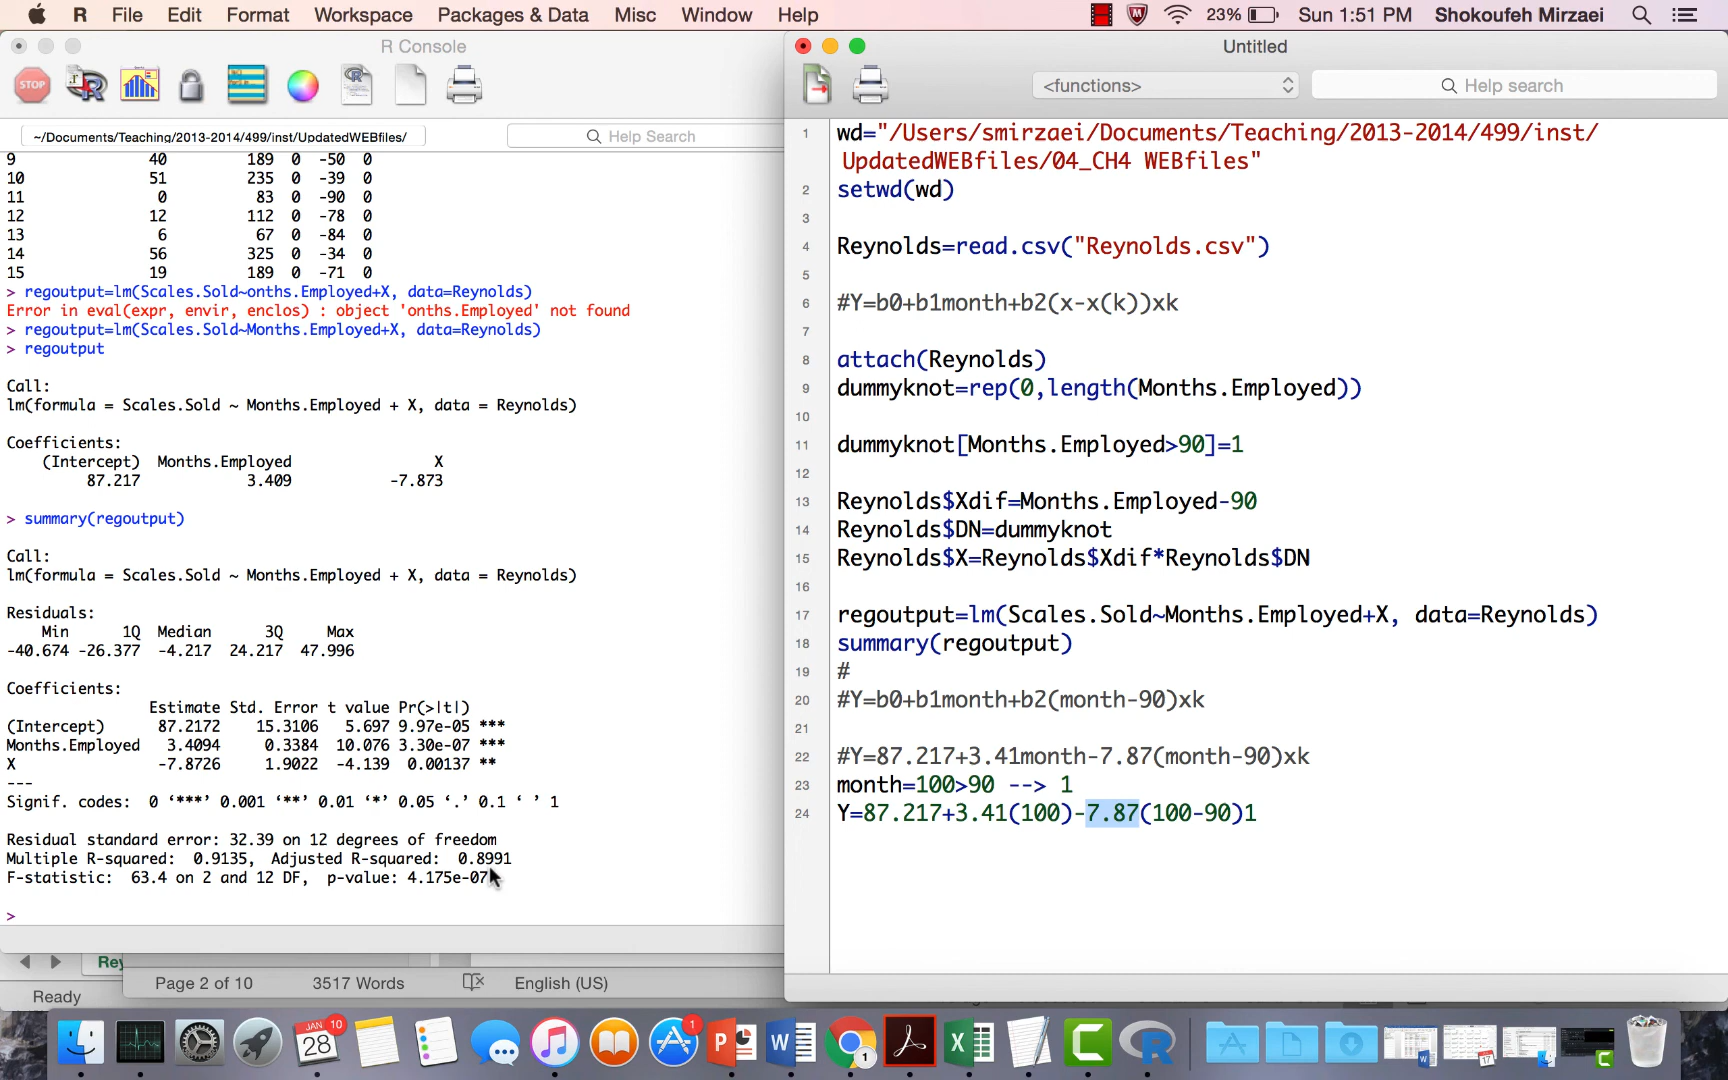 R File Edit Format Workspace Packages & Data Misc Window Help 23% Sun 1:51 PM Shokoufeh Mirzaei
R Console
STOP
~/Documents/Teaching/2013-2014/499/inst/UpdatedWEBfiles/ Help Search
9 40 189 0 -50 0
10 51 235 0 -39 0
11 0 83 0 -90 0
12 12 112 0 -78 0
13 6 67 0 -84 0
14 56 325 0 -34 0
15 19 189 0 -71 0
> regoutput=lm(Scales.Sold~onths.Employed+X, data=Reynolds)
Error in eval(expr, envir, enclos) : object 'onths.Employed' not found
> regoutput=lm(Scales.Sold~Months.Employed+X, data=Reynolds)
> regoutput
Call:
lm(formula = Scales.Sold ~ Months.Employed + X, data = Reynolds)
Coefficients:
(Intercept) Months.Employed X
87.217 3.409 -7.873
> summary(regoutput)
Call:
lm(formula = Scales.Sold ~ Months.Employed + X, data = Reynolds)
Residuals:
Min 1Q Median 3Q Max
-40.674 -26.377 -4.217 24.217 47.996
Coefficients:
Estimate Std. Error t value Pr(>|t|)
(Intercept) 87.2172 15.3106 5.697 9.97e-05 ***
Months.Employed 3.4094 0.3384 10.076 3.30e-07 ***
X -7.8726 1.9022 -4.139 0.00137 **
---
Signif. codes: 0 ‘***’ 0.001 ‘**’ 0.01 ‘*’ 0.05 ‘.’ 0.1 ‘ ’ 1
Residual standard error: 32.39 on 12 degrees of freedom
Multiple R-squared: 0.9135, Adjusted R-squared: 0.8991
F-statistic: 63.4 on 2 and 12 DF, p-value: 4.175e-07
>
Untitled
<functions> Help search
1 wd="/Users/smirzaei/Documents/Teaching/2013-2014/499/inst/
UpdatedWEBfiles/04_CH4 WEBfiles"
2 setwd(wd)
3
4 Reynolds=read.csv("Reynolds.csv")
5
6 #Y=b0+b1month+b2(x-x(k))xk
7
8 attach(Reynolds)
9 dummyknot=rep(0,length(Months.Employed))
10
11 dummyknot[Months.Employed>90]=1
12
13 Reynolds$Xdif=Months.Employed-90
14 Reynolds$DN=dummyknot
15 Reynolds$X=Reynolds$Xdif*Reynolds$DN
16
17 regoutput=lm(Scales.Sold~Months.Employed+X, data=Reynolds)
18 summary(regoutput)
19 #
20 #Y=b0+b1month+b2(month-90)xk
21
22 #Y=87.217+3.41month-7.87(month-90)xk
23 month=100>90 --> 1
24 Y=87.217+3.41(100)-7.87(100-90)1
Rey
Page 2 of 10 3517 Words English (US)
Ready
JAN 10
28
1
P W 1 X C R